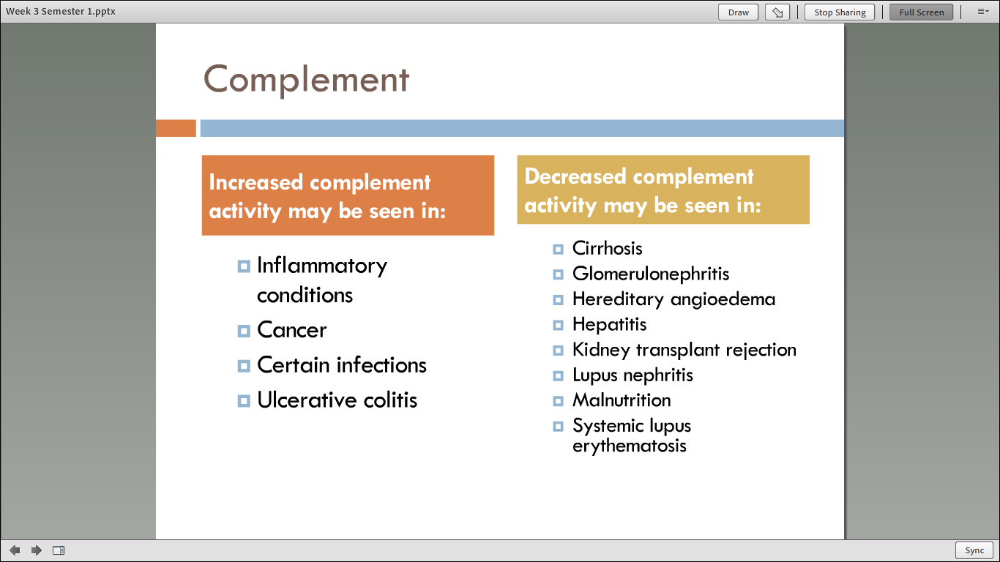 Week 3 Semester 1.pptx
Draw
Stop Sharing
Full Screen
Complement
Increased complement
activity may be seen in:
Inflammatory
conditions
Cancer
Certain infections
Ulcerative colitis
Decreased complement
activity may be seen in:
Cirrhosis
Glomerulonephritis
Hereditary angioedema
Hepatitis
Kidney transplant rejection
Lupus nephritis
Malnutrition
Systemic lupus
erythematosis
Sync